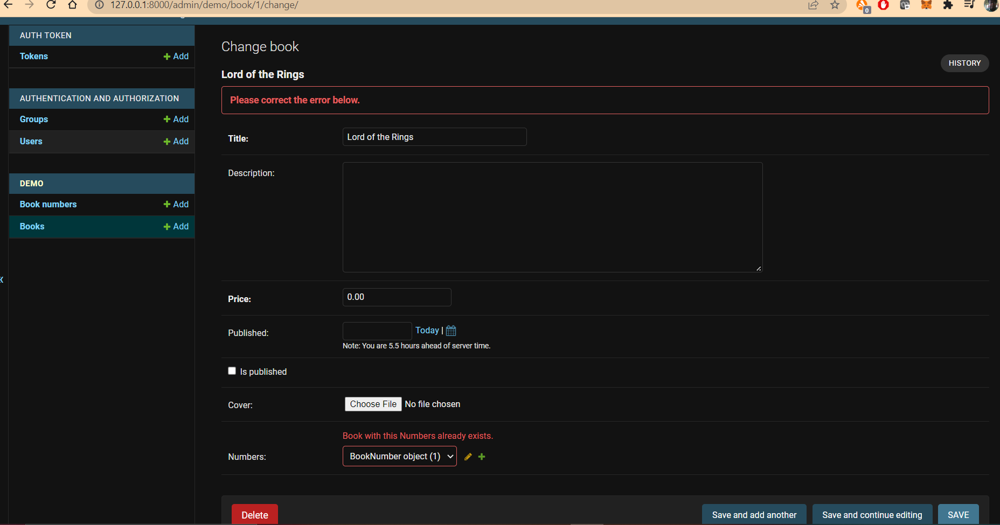 127.0.0.1:8000/admin/demo/book/1/change/
0
AUTH TOKEN
Tokens
Add
AUTHENTICATION AND AUTHORIZATION
Groups
Add
Users
Add
DEMO
Book numbers
Add
Books
Add
Change book
HISTORY
Lord of the Rings
Please correct the error below.
Title:
Lord of the Rings
Description:
Price:
0.00
Published:
Today |
Note: You are 5.5 hours ahead of server time.
Is published
Cover:
Choose File No file chosen
Book with this Numbers already exists.
Numbers:
BookNumber object (1)
Delete
Save and add another
Save and continue editing
SAVE